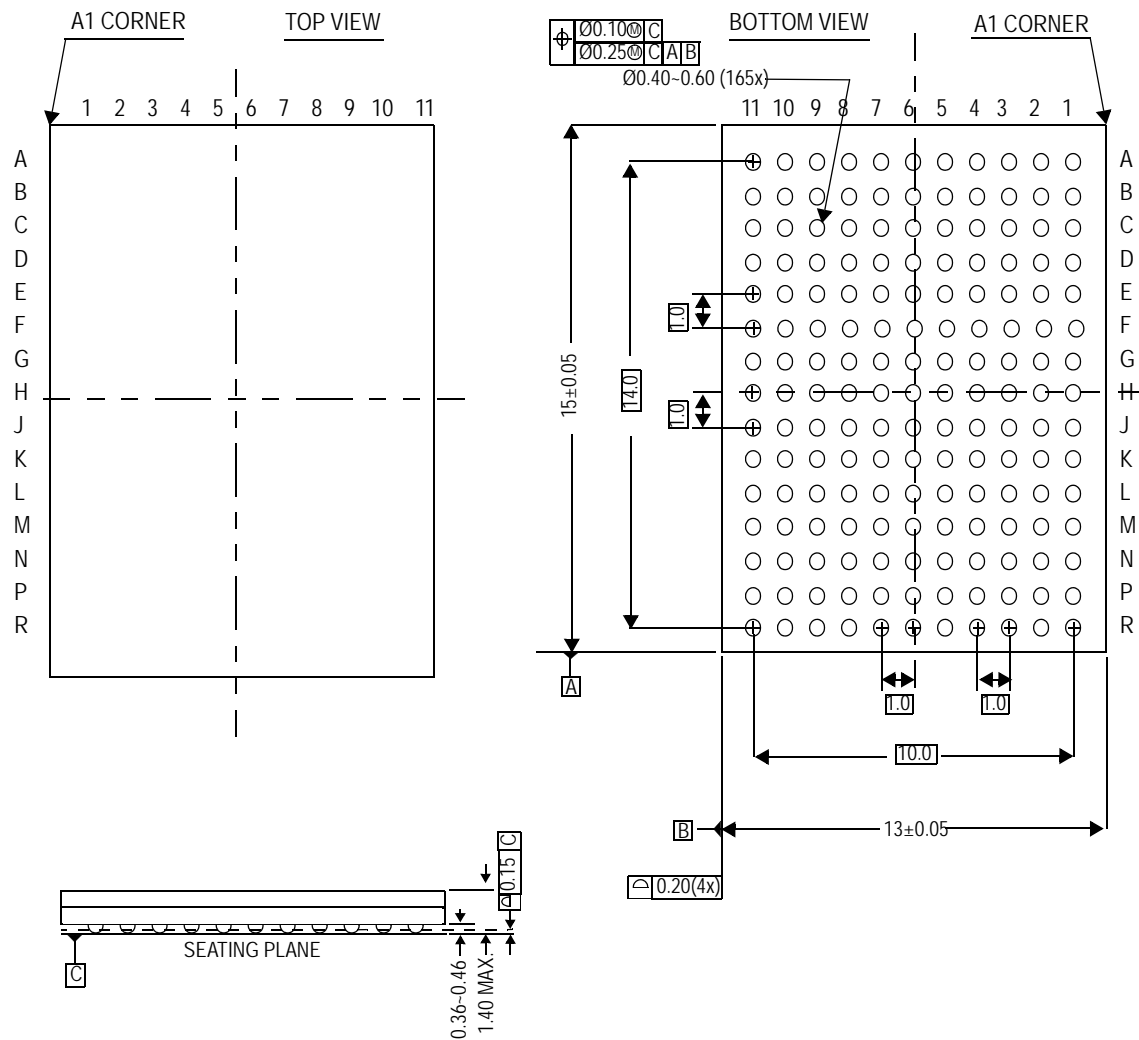 A1 CORNER
TOP VIEW
Ø0.10Ⓜ C
Ø0.25Ⓜ C A B
BOTTOM VIEW
A1 CORNER
Ø0.40~0.60 (165x)
1 2 3 4 5 6 7 8 9 10 11
11 10 9 8 7 6 5 4 3 2 1
A
B
C
D
E
F
G
H
J
K
L
M
N
P
R
15±0.05
14.0
1.0
1.0
A
B
C
D
E
F
G
H
J
K
L
M
N
P
R
A
1.0
1.0
10.0
B
13±0.05
0.20(4x)
0.15 C
SEATING PLANE
C
0.36~0.46
1.40 MAX.